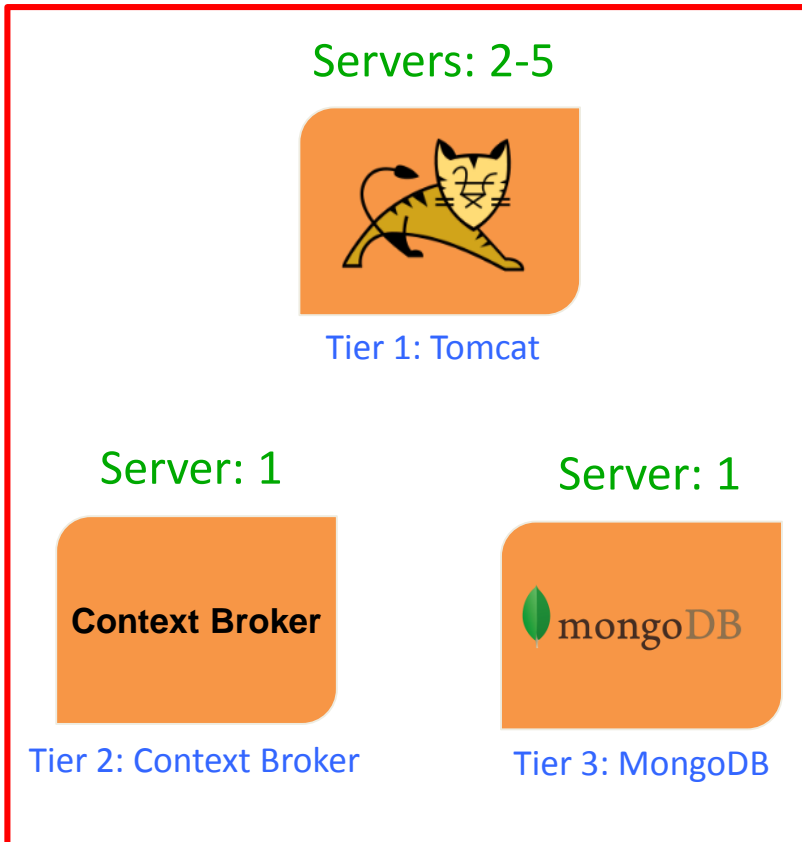 Servers: 2-5
Tier 1: Tomcat
Server: 1
Server: 1
Context Broker
mongoDB
Tier 2: Context Broker
Tier 3: MongoDB